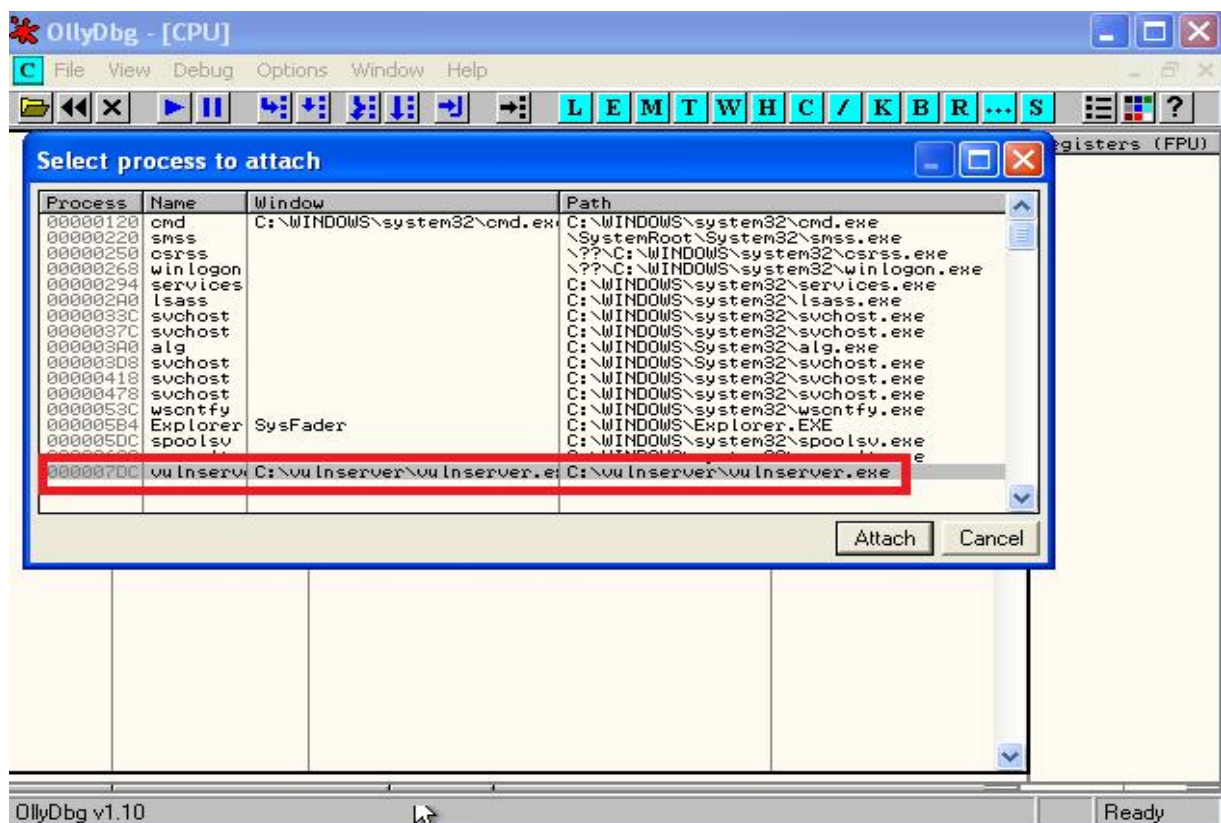 OllyDbg - [CPU]
C File View Debug Options Window Help
L E M T W H C / K B R ... S ?
Registers (FPU)
Select process to attach
Process Name Window Path
00000120 cmd C:\WINDOWS\system32\cmd.ex C:\WINDOWS\system32\cmd.exe
00000220 smss \SystemRoot\System32\smss.exe
00000250 csrss \??\C:\WINDOWS\system32\csrss.exe
00000268 winlogon \??\C:\WINDOWS\system32\winlogon.exe
00000294 services C:\WINDOWS\system32\services.exe
000002A0 lsass C:\WINDOWS\system32\lsass.exe
0000033C svchost C:\WINDOWS\system32\svchost.exe
0000037C svchost C:\WINDOWS\system32\svchost.exe
000003A0 alg C:\WINDOWS\System32\alg.exe
000003D8 svchost C:\WINDOWS\System32\svchost.exe
00000418 svchost C:\WINDOWS\system32\svchost.exe
00000478 svchost C:\WINDOWS\system32\svchost.exe
0000053C wscntfy C:\WINDOWS\system32\wscntfy.exe
000005B4 Explorer SysFader C:\WINDOWS\Explorer.EXE
000005DC spoolsv C:\WINDOWS\system32\spoolsv.exe
000007DC vulnserv C:\vulnserver\vulnserver.e C:\vulnserver\vulnserver.exe
Attach Cancel
OllyDbg v1.10 Ready